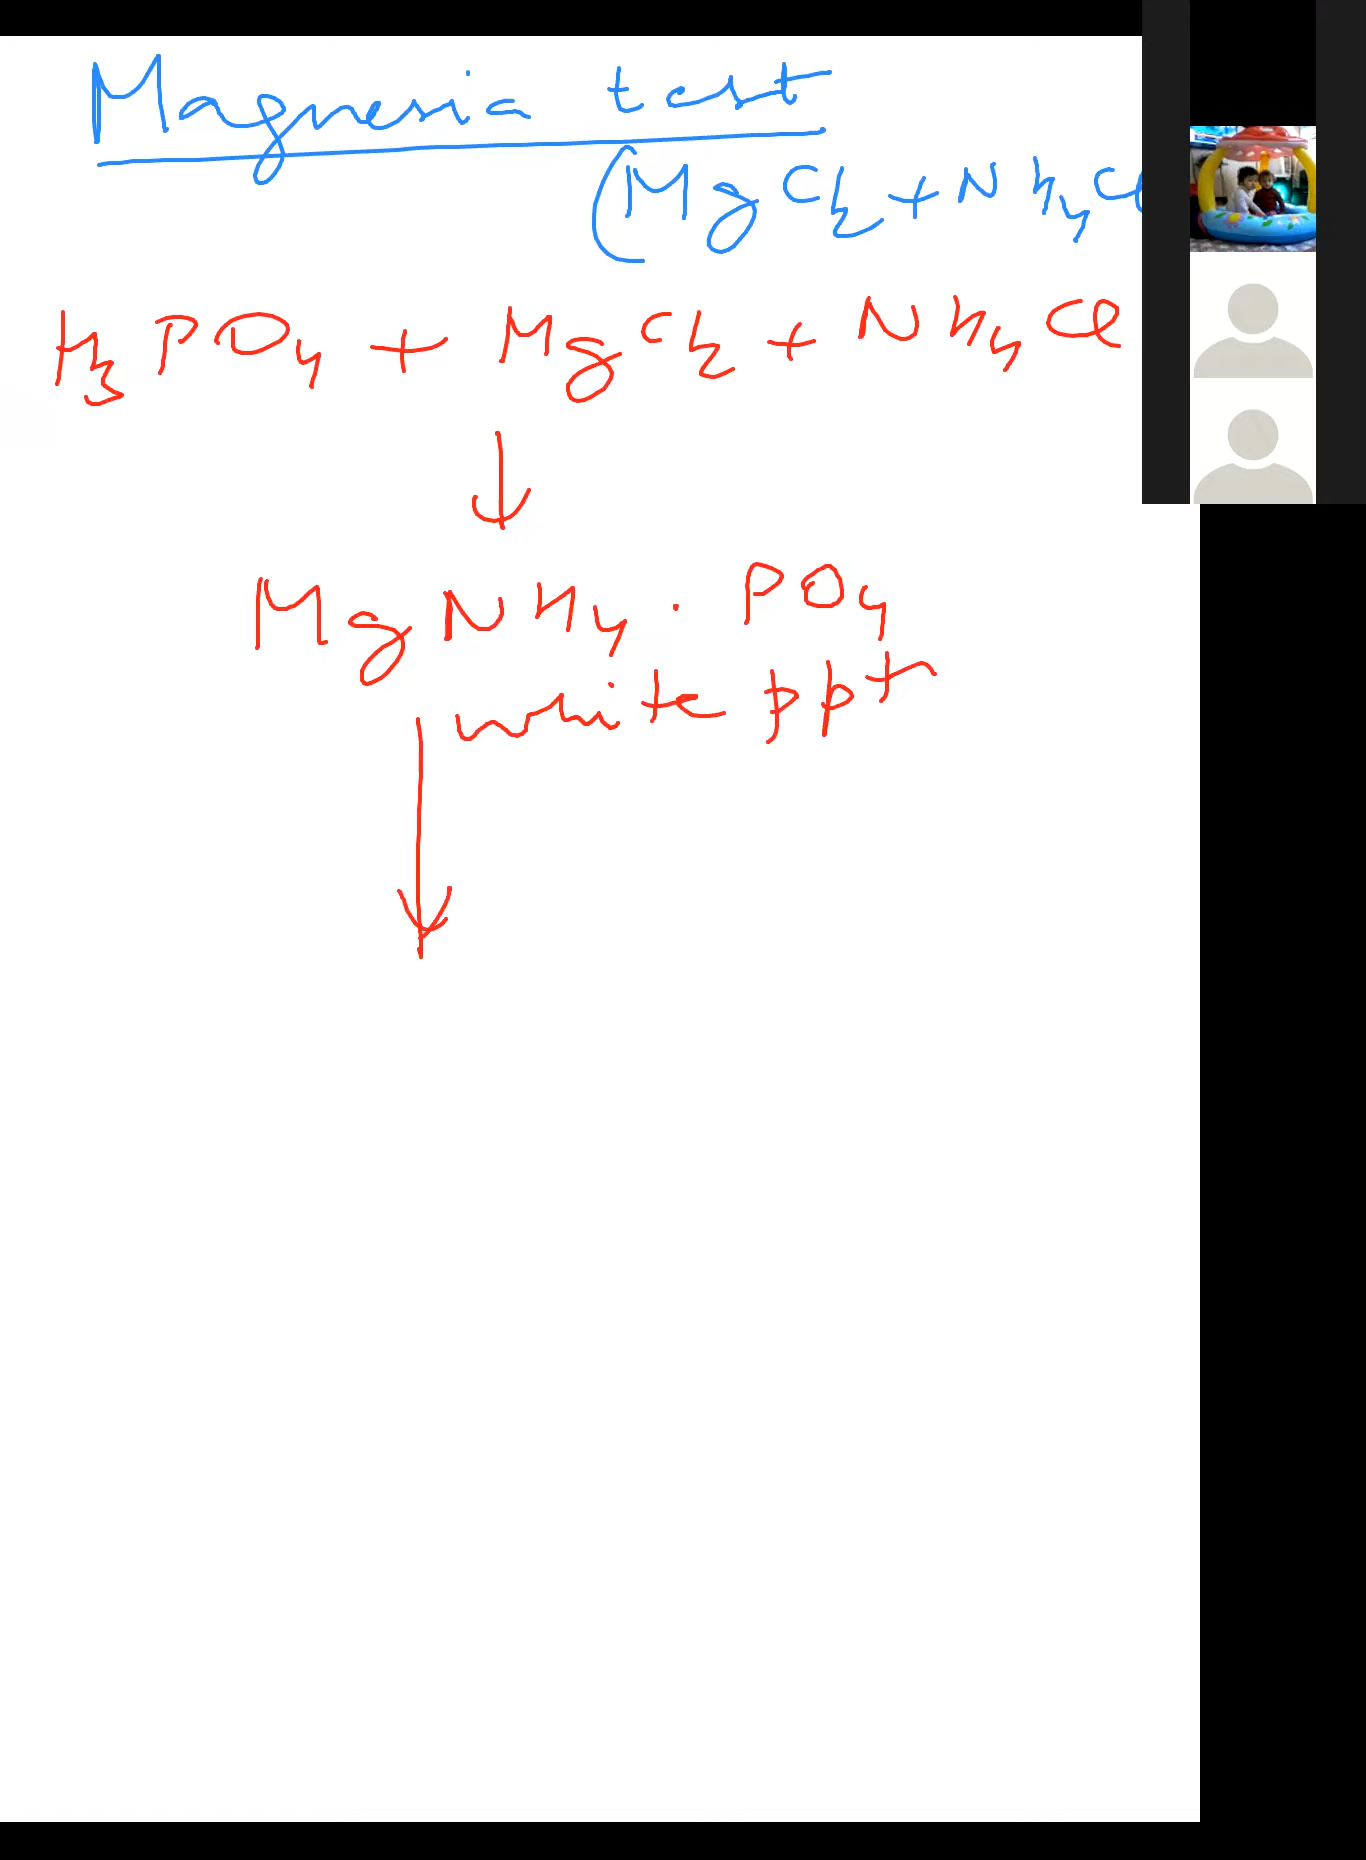 Magnesia test
(MgCl2+NH4Cl
H3PO4 + MgCl2 + NH4Cl
↓
MgNH4·PO4
white ppt
↓